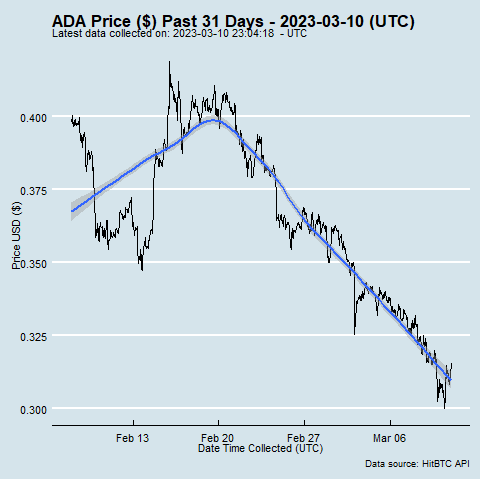 ADA Price ($) Past 31 Days - 2023-03-10 (UTC)
Latest data collected on: 2023-03-10 23:04:18 - UTC
0.400
0.375
0.350
0.325
0.300
Price USD ($)
Feb 13
Feb 20
Feb 27
Mar 06
Date Time Collected (UTC)
Data source: HitBTC API